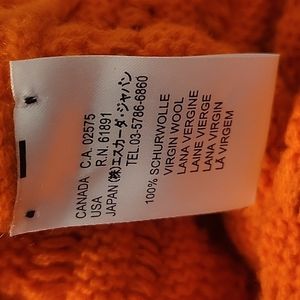 CANADA C.A. 02575
USA R.N. 61891
JAPAN (株)エスカーダ・ジャパン
TEL.03-5786-6860
100% SCHURWOLLE
VIRGIN WOOL
LANA VERGINE
LAINE VIERGE
LANA VIRGIN
LÃ VIRGEM